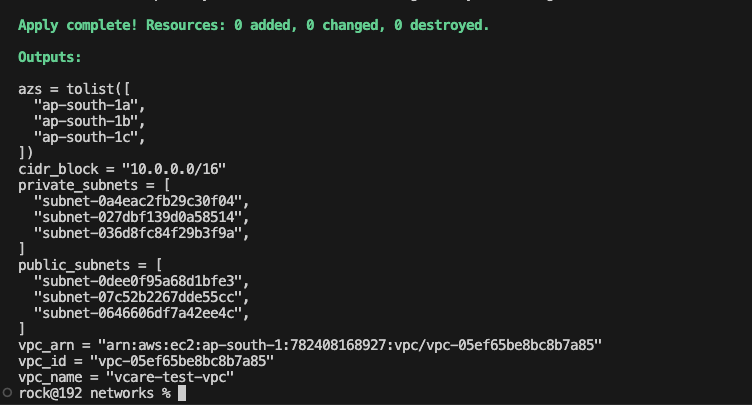 Apply complete! Resources: 0 added, 0 changed, 0 destroyed.
Outputs:
azs = tolist([
  "ap-south-1a",
  "ap-south-1b",
  "ap-south-1c",
])
cidr_block = "10.0.0.0/16"
private_subnets = [
  "subnet-0a4eac2fb29c30f04",
  "subnet-027dbf139d0a58514",
  "subnet-036d8fc84f29b3f9a",
]
public_subnets = [
  "subnet-0dee0f95a68d1bfe3",
  "subnet-07c52b2267dde55cc",
  "subnet-0646606df7a42ee4c",
]
vpc_arn = "arn:aws:ec2:ap-south-1:782408168927:vpc/vpc-05ef65be8bc8b7a85"
vpc_id = "vpc-05ef65be8bc8b7a85"
vpc_name = "vcare-test-vpc"
rock@192 networks %